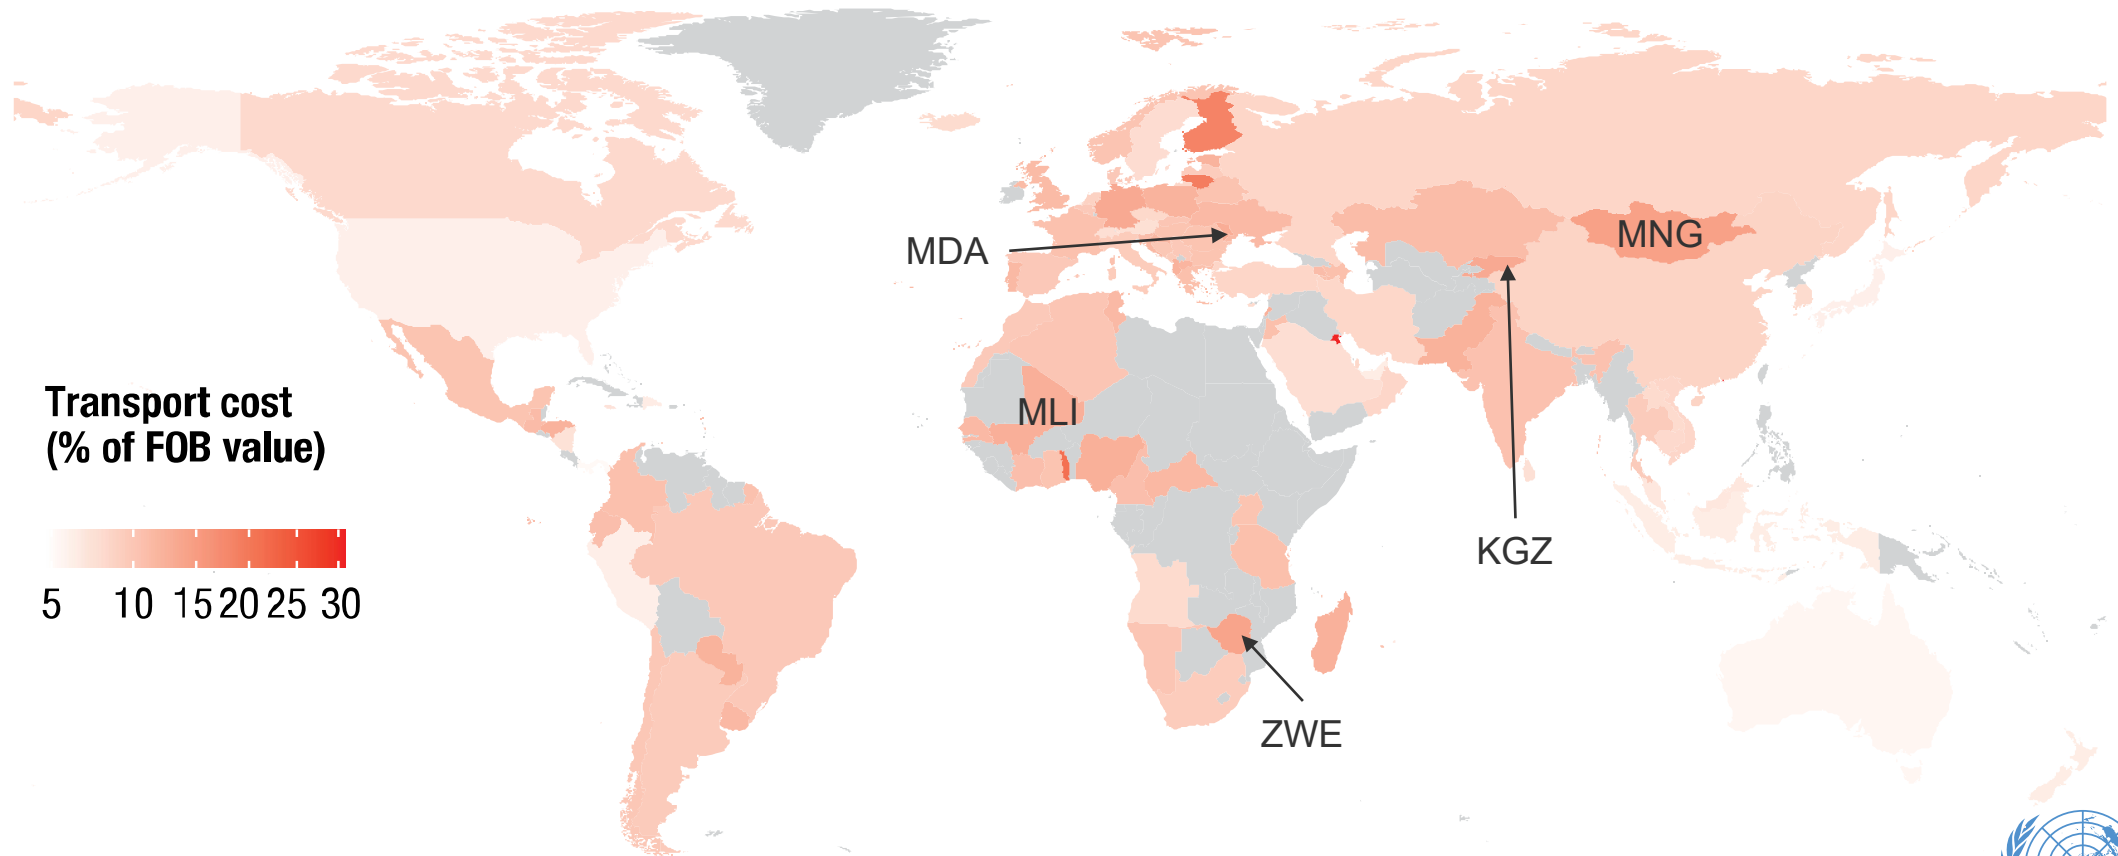 MNG
MDA
Transport cost
(% of FOB value)
MLI
5 10 15 20 25 30
KGZ
ZWE